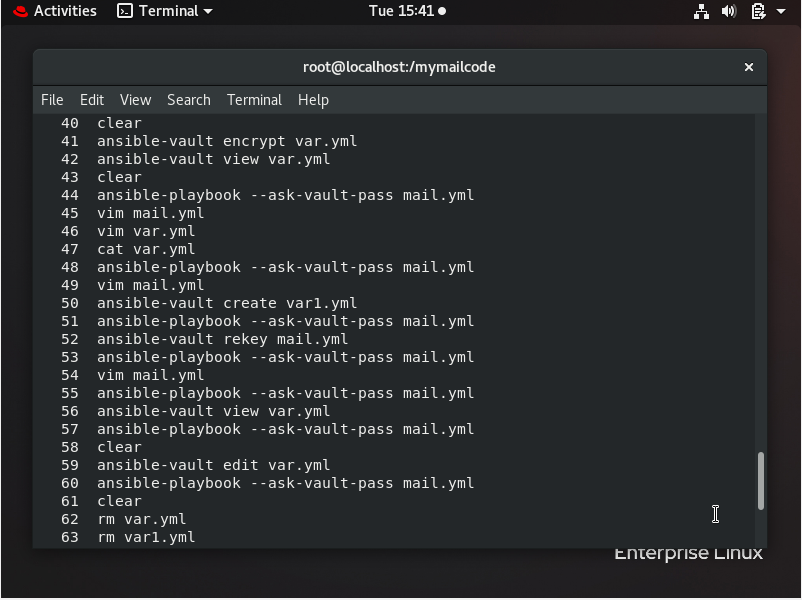 Activities Terminal Tue 15:41
root@localhost:/mymailcode
File Edit View Search Terminal Help
40 clear
41 ansible-vault encrypt var.yml
42 ansible-vault view var.yml
43 clear
44 ansible-playbook --ask-vault-pass mail.yml
45 vim mail.yml
46 vim var.yml
47 cat var.yml
48 ansible-playbook --ask-vault-pass mail.yml
49 vim mail.yml
50 ansible-vault create var1.yml
51 ansible-playbook --ask-vault-pass mail.yml
52 ansible-vault rekey mail.yml
53 ansible-playbook --ask-vault-pass mail.yml
54 vim mail.yml
55 ansible-playbook --ask-vault-pass mail.yml
56 ansible-vault view var.yml
57 ansible-playbook --ask-vault-pass mail.yml
58 clear
59 ansible-vault edit var.yml
60 ansible-playbook --ask-vault-pass mail.yml
61 clear
62 rm var.yml
63 rm var1.yml
Enterprise Linux